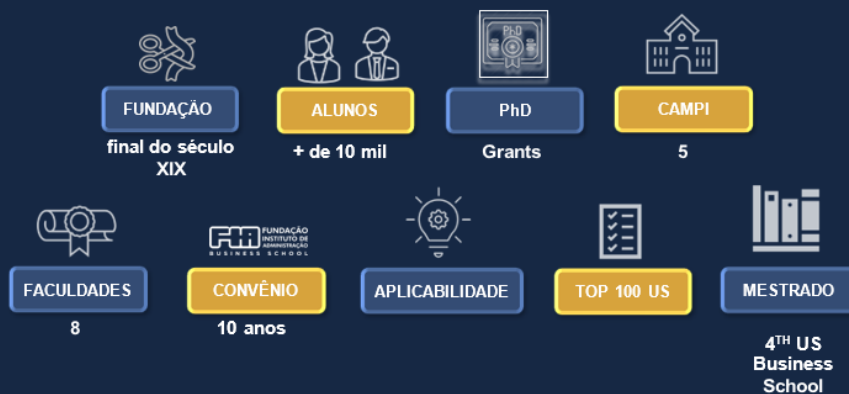 PhD
FUNDAÇÃO
ALUNOS
PhD
CAMPI
final do século
XIX
+ de 10 mil
Grants
5
FIA
FUNDAÇÃO
INSTITUTO DE
ADMINISTRAÇÃO
BUSINESS SCHOOL
FACULDADES
CONVÊNIO
APLICABILIDADE
TOP 100 US
MESTRADO
8
10 anos
4TH US
Business
School